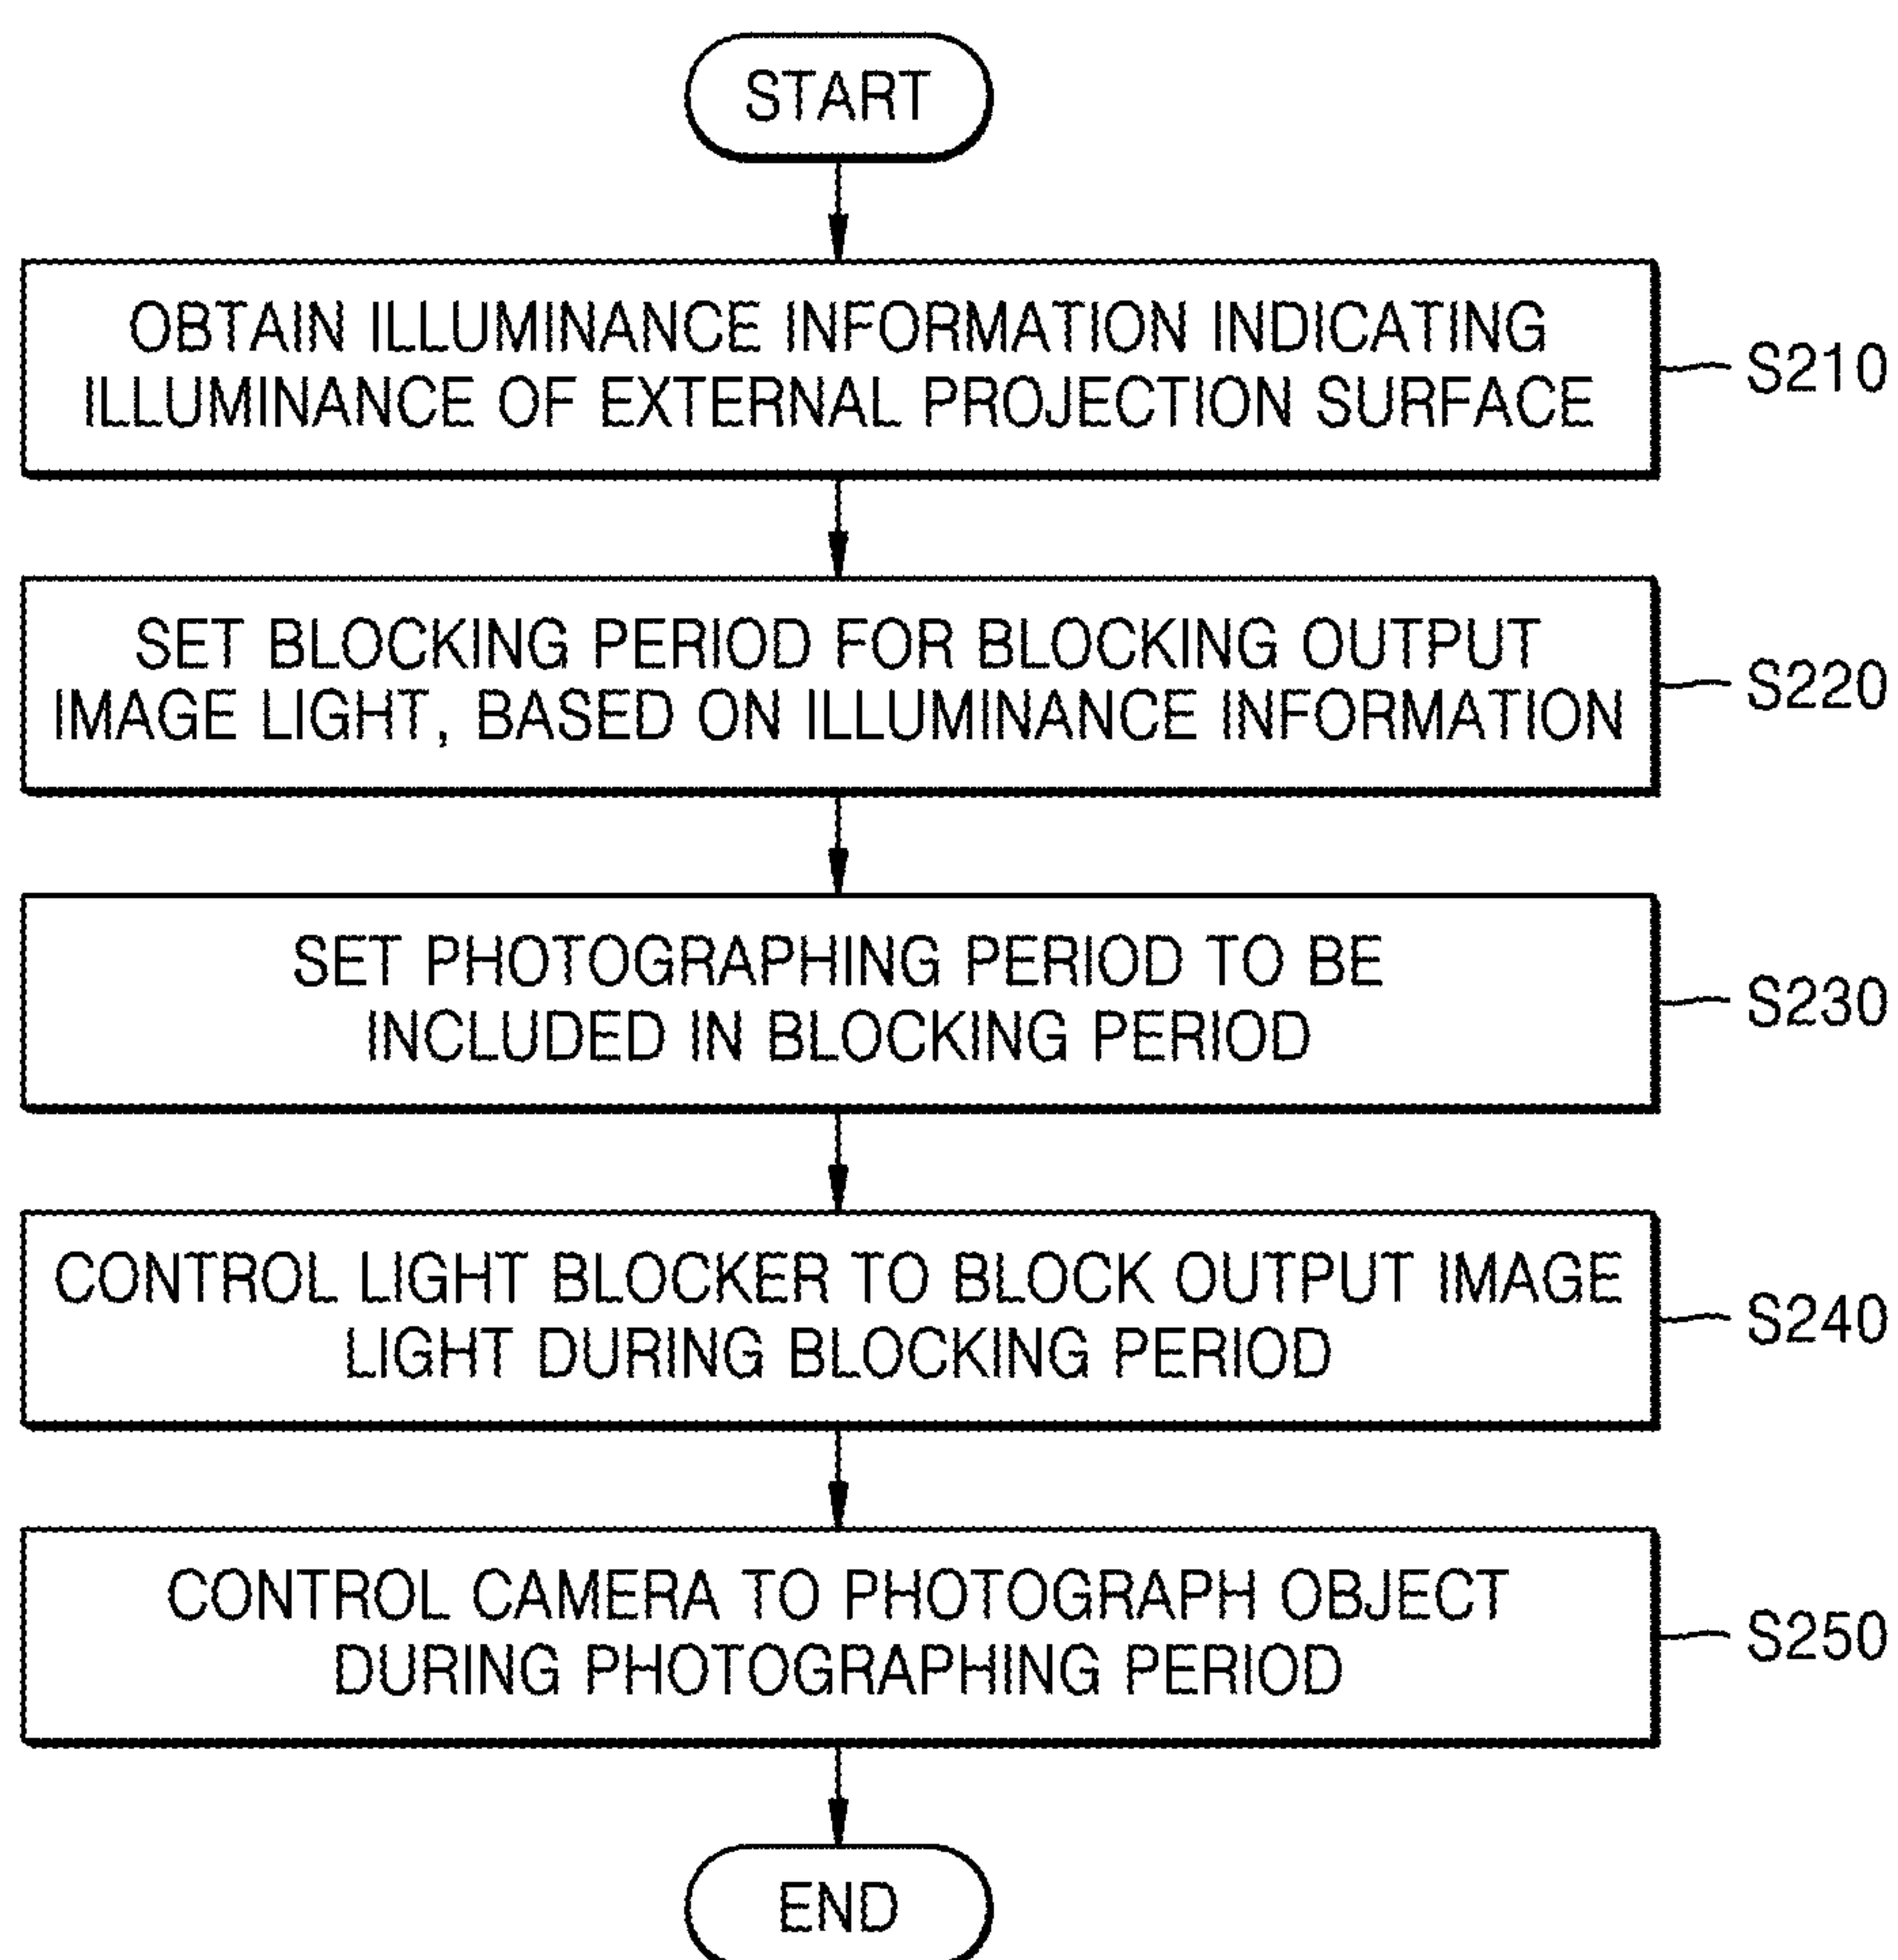 START
OBTAIN ILLUMINANCE INFORMATION INDICATING
ILLUMINANCE OF EXTERNAL PROJECTION SURFACE
S210
SET BLOCKING PERIOD FOR BLOCKING OUTPUT
IMAGE LIGHT, BASED ON ILLUMINANCE INFORMATION
S220
SET PHOTOGRAPHING PERIOD TO BE
INCLUDED IN BLOCKING PERIOD
S230
CONTROL LIGHT BLOCKER TO BLOCK OUTPUT IMAGE
LIGHT DURING BLOCKING PERIOD
S240
CONTROL CAMERA TO PHOTOGRAPH OBJECT
DURING PHOTOGRAPHING PERIOD
S250
END